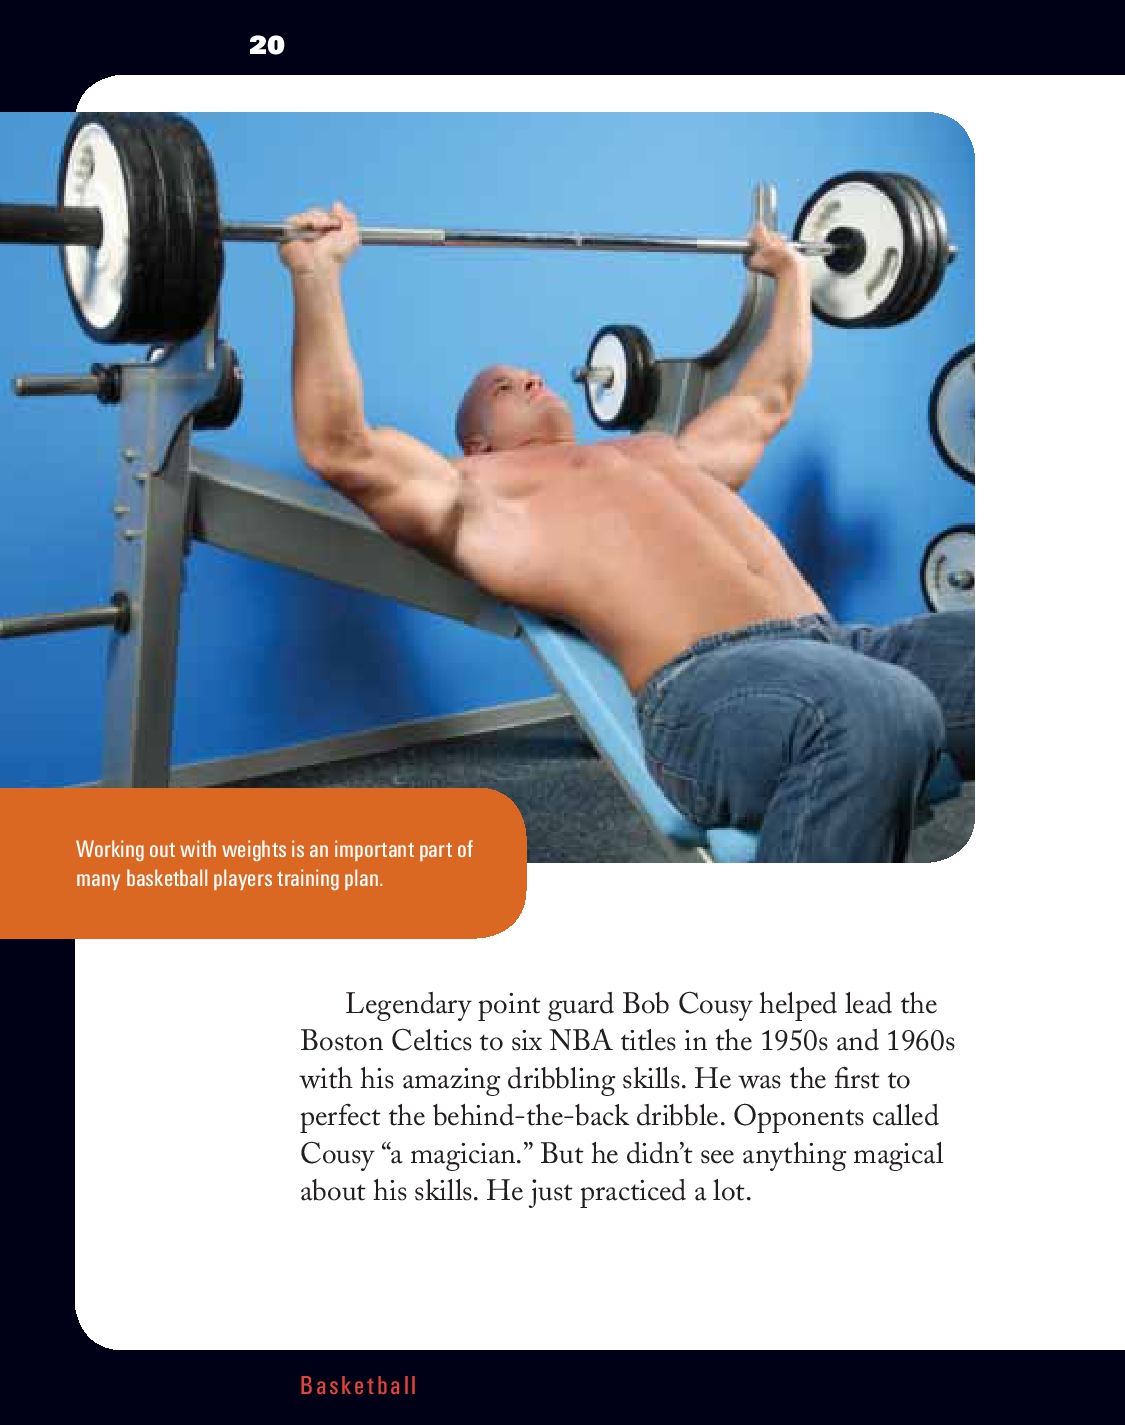 20
Working out with weights is an important part of
many basketball players training plan.
Legendary point guard Bob Cousy helped lead the
Boston Celtics to six NBA titles in the 1950s and 1960s
with his amazing dribbling skills. He was the first to
perfect the behind-the-back dribble. Opponents called
Cousy “a magician.” But he didn’t see anything magical
about his skills. He just practiced a lot.
Basketball